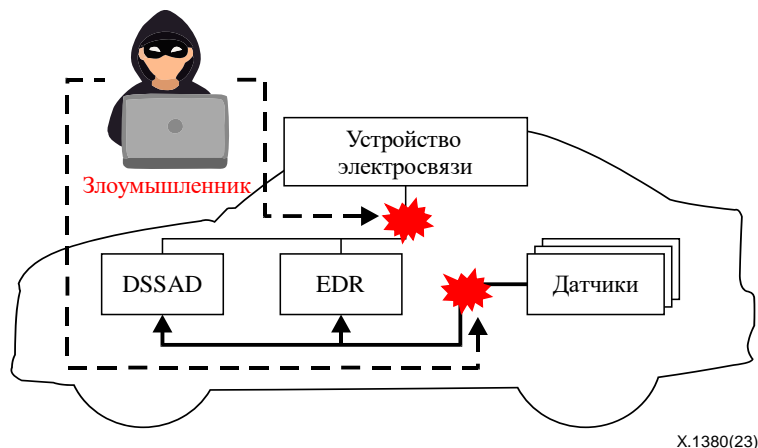 Устройство
электросвязи
Злоумышленник
DSSAD
EDR
Датчики
X.1380(23)